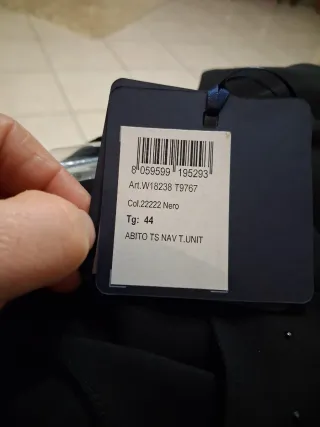 8 059599 195293
Art.W18238 T9767
Col.22222 Nero
Tg: 44
ABITO TS NAV T.UNIT